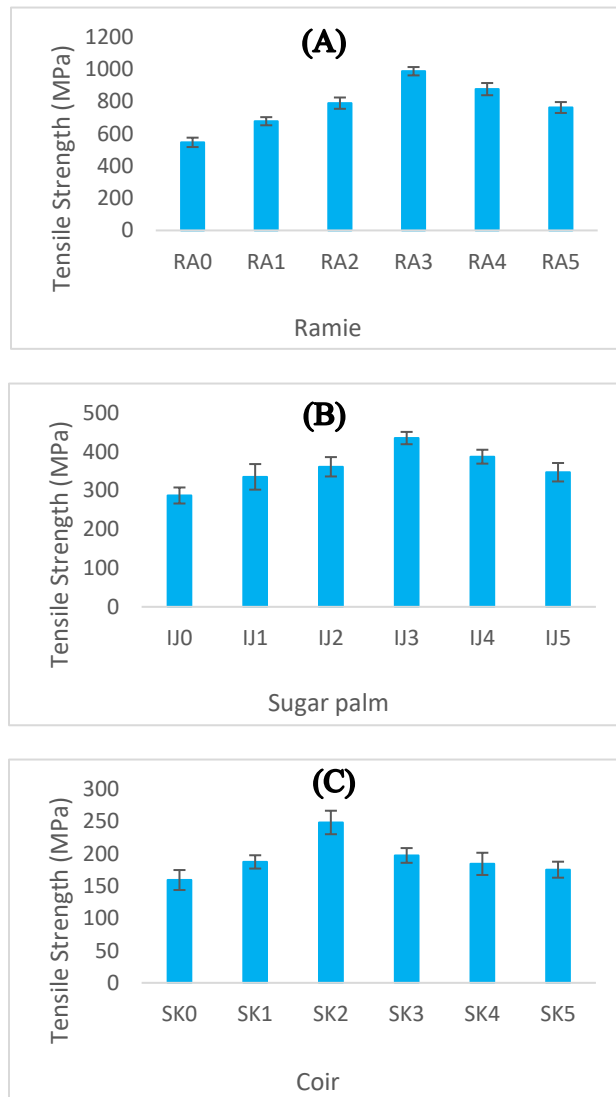 (A)
Tensile Strength (MPa)
1200
1000
800
600
400
200
0
RA0 RA1 RA2 RA3 RA4 RA5
Ramie
(B)
Tensile Strength (MPa)
500
400
300
200
100
0
IJ0 IJ1 IJ2 IJ3 IJ4 IJ5
Sugar palm
(C)
Tensile Strength (MPa)
300
250
200
150
100
50
0
SK0 SK1 SK2 SK3 SK4 SK5
Coir